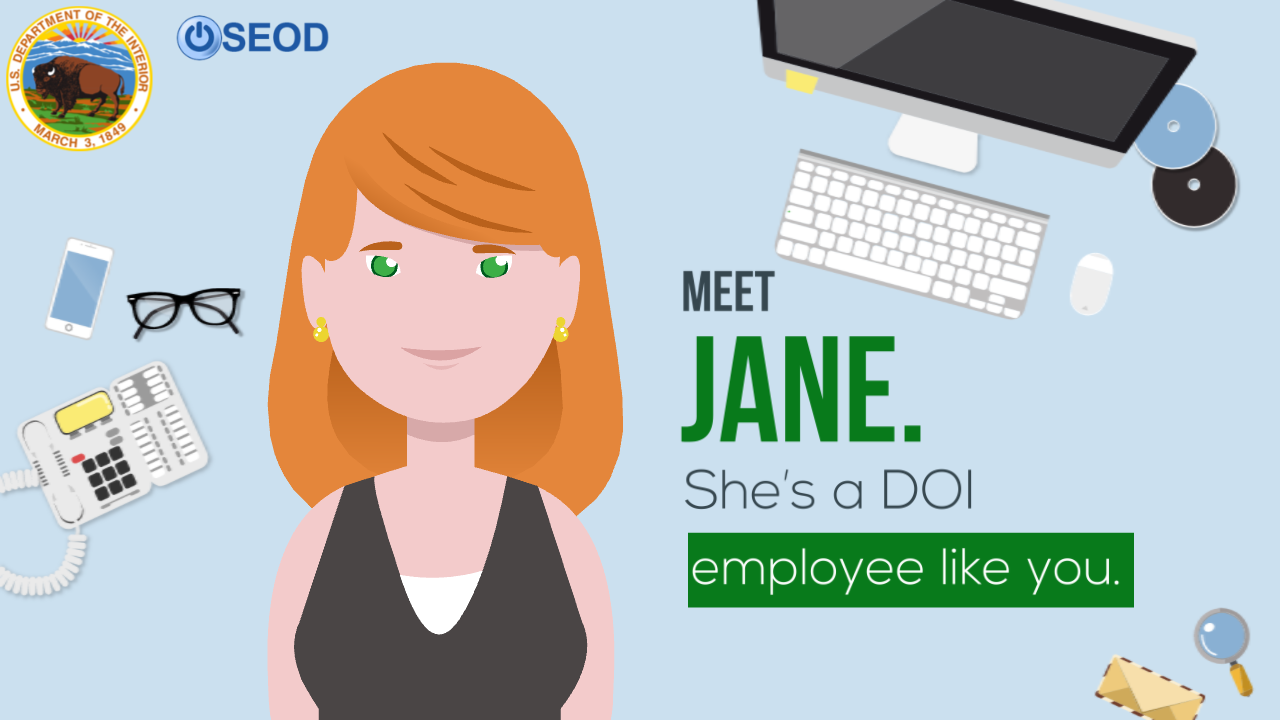 U.S. DEPARTMENT OF THE INTERIOR
MARCH 3, 1849
SEOD
MEET
JANE.
She's a DOI
employee like you.